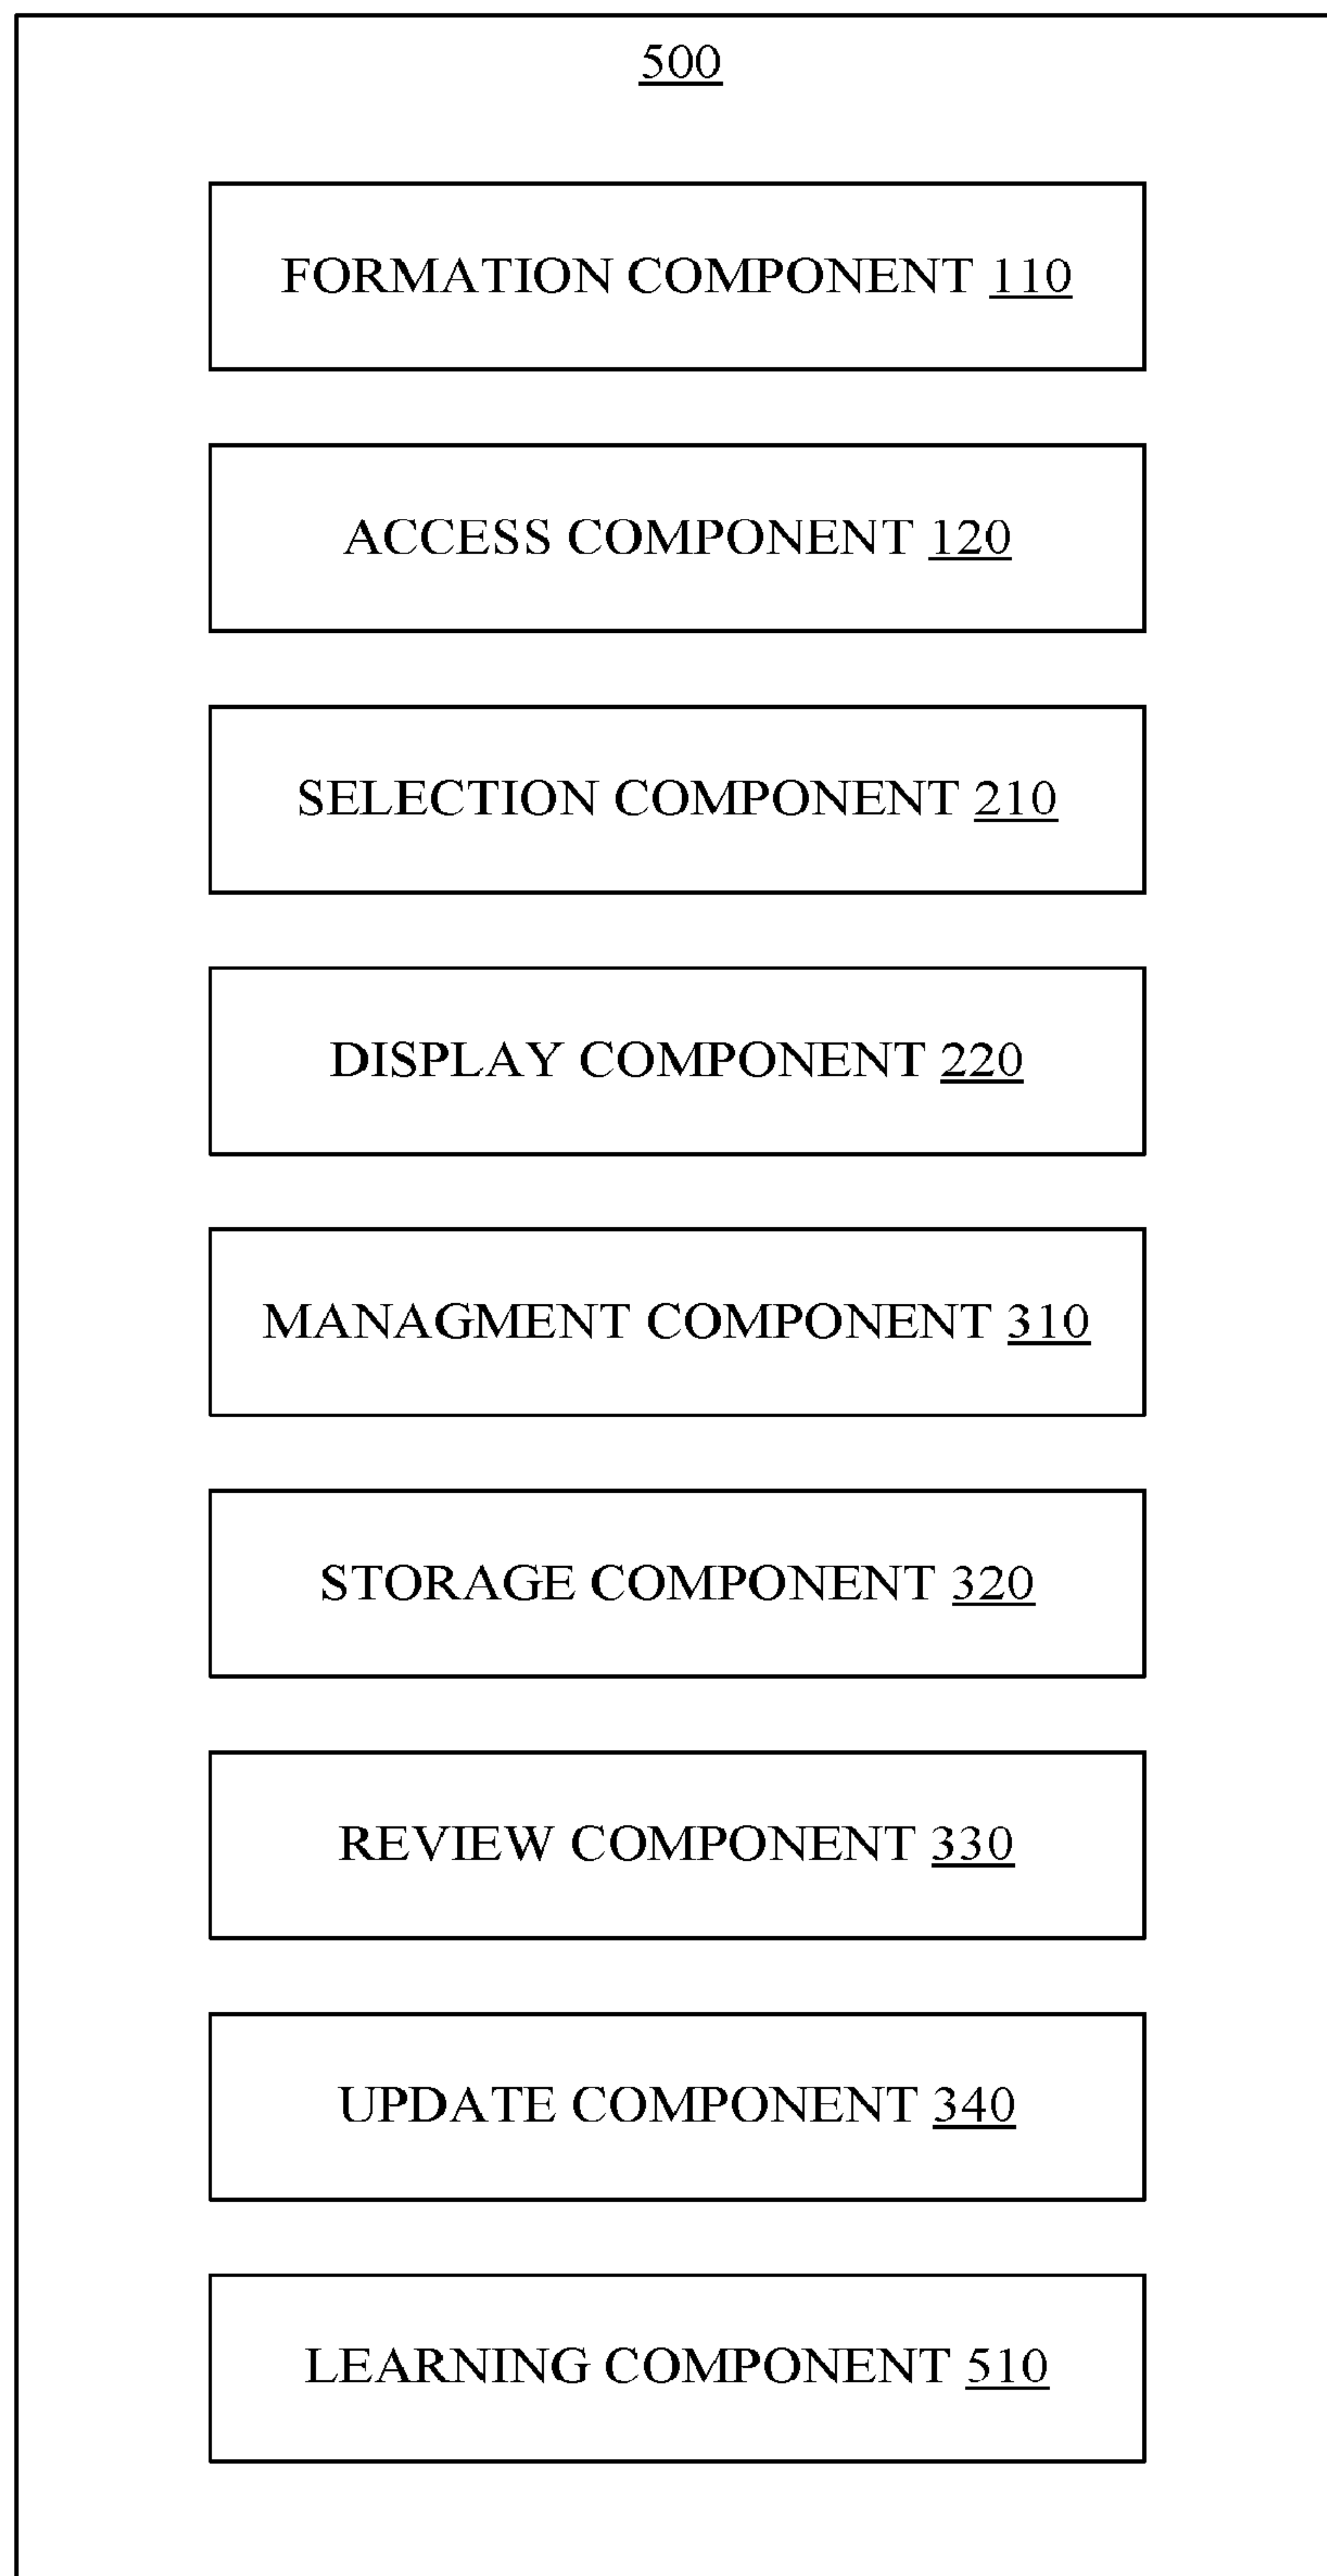 500
FORMATION COMPONENT 110
ACCESS COMPONENT 120
SELECTION COMPONENT 210
DISPLAY COMPONENT 220
MANAGMENT COMPONENT 310
STORAGE COMPONENT 320
REVIEW COMPONENT 330
UPDATE COMPONENT 340
LEARNING COMPONENT 510